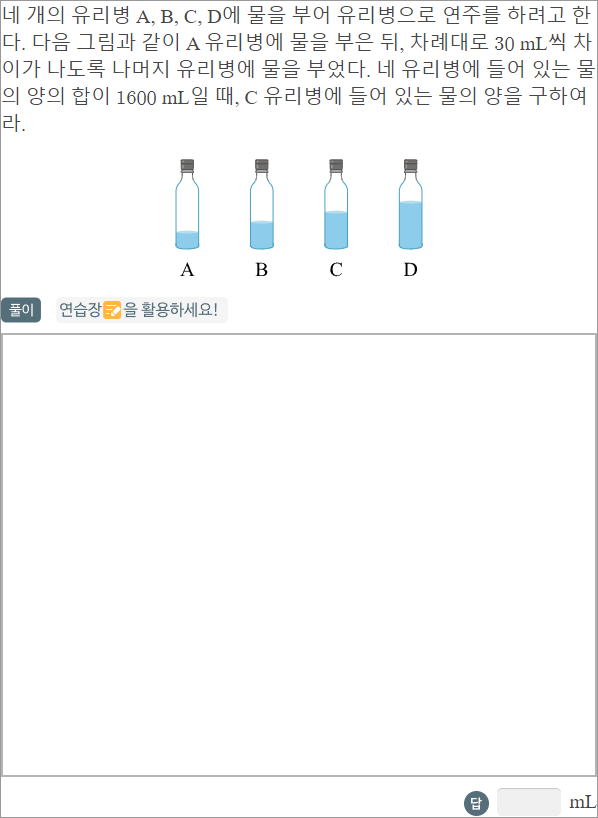 네 개의 유리병 A, B, C, D에 물을 부어 유리병으로 연주를 하려고 한
다. 다음 그림과 같이 A 유리병에 물을 부은 뒤, 차례대로 30 mL씩 차
이가 나도록 나머지 유리병에 물을 부었다. 네 유리병에 들어 있는 물
의 양의 합이 1600 mL일 때, C 유리병에 들어 있는 물의 양을 구하여
라.
A B C D
풀이 연습장을 활용하세요!
답 mL